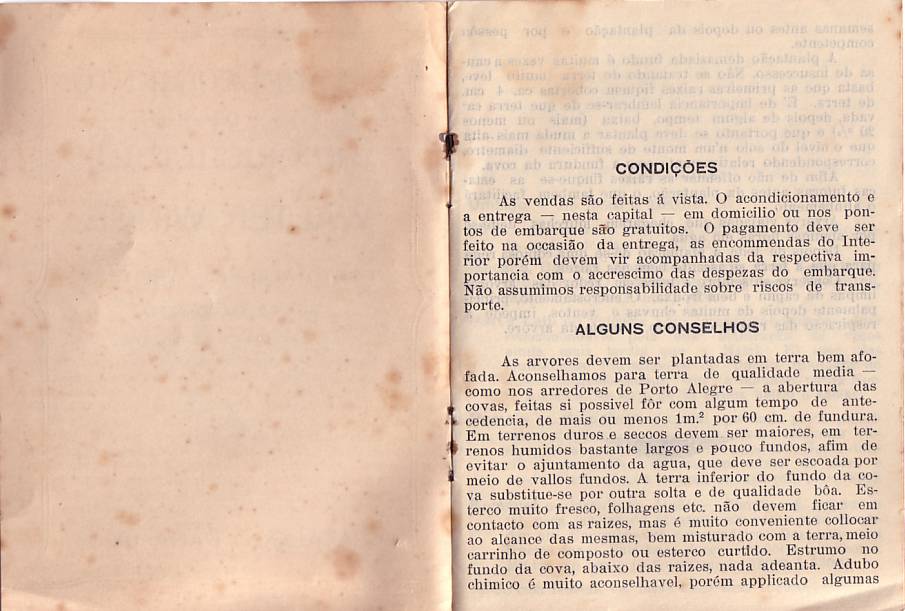 CONDIÇÕES
As vendas são feitas á vista. O acondicionamento e
a entrega — nesta capital — em domicilio ou nos pon-
tos de embarque são gratuitos. O pagamento deve ser
feito na occasião da entrega, as encommendas do Inte-
rior porém devem vir acompanhadas da respectiva im-
portancia com o accrescimo das despezas do embarque.
Não assumimos responsabilidade sobre riscos de trans-
porte.
ALGUNS CONSELHOS
As arvores devem ser plantadas em terra bem afo-
fada. Aconselhamos para terra de qualidade media —
como nos arredores de Porto Alegre — a abertura das
covas, feitas si possivel fôr com algum tempo de ante-
cedencia, de mais ou menos 1m.² por 60 cm. de fundura.
Em terrenos duros e seccos devem ser maiores, em ter-
renos humidos bastante largos e pouco fundos, afim de
evitar o ajuntamento da agua, que deve ser escoada por
meio de vallos fundos. A terra inferior do fundo da co-
va substitue-se por outra solta e de qualidade bôa. Es-
terco muito fresco, folhagens etc. não devem ficar em
contacto com as raizes, mas é muito conveniente collocar
ao alcance das mesmas, bem misturado com a terra, meio
carrinho de composto ou esterco curtido. Estrumo no
fundo da cova, abaixo das raizes, nada adeanta. Adubo
chimico é muito aconselhavel, porém applicado algumas